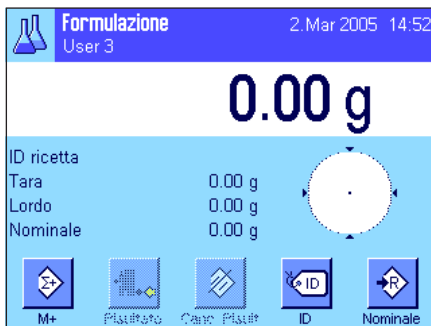 Formulazione 2.Mar 2005 14:52
User 3
0.00 g
ID ricetta
Tara 0.00 g
Lordo 0.00 g
Nominale 0.00 g
Σ+ ID R
M+ Risultato Canc. Risult ID Nominale